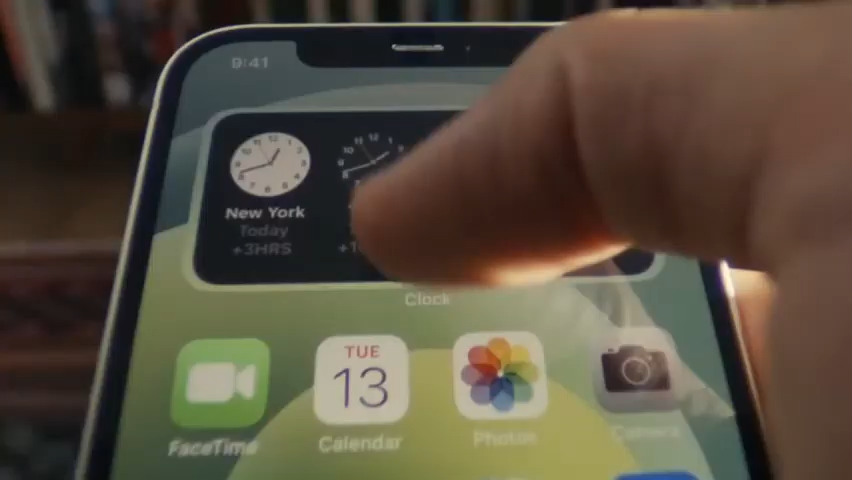 9:41
New York
Today
+3HRS
Clock
TUE
13
FaceTime
Calendar
Photos
Camera